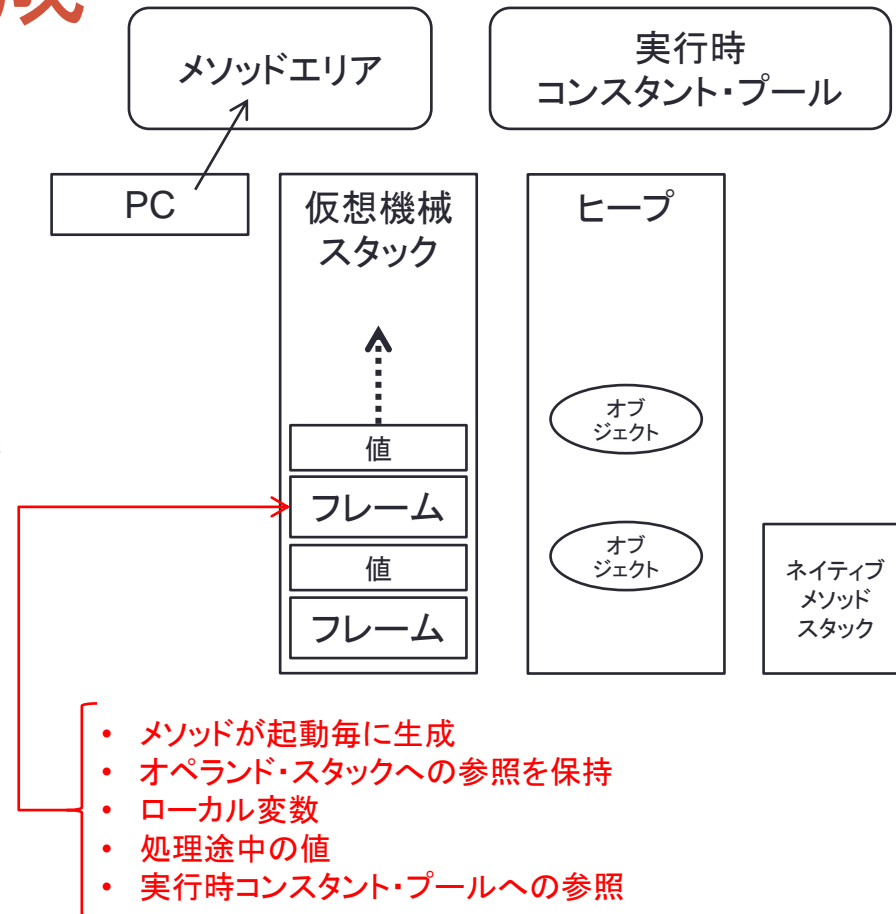 成
メソッドエリア
実行時
コンスタント・プール
PC
仮想機械
スタック
ヒープ
値
フレーム
値
フレーム
オブ
ジェクト
オブ
ジェクト
ネイティブ
メソッド
スタック
• メソッドが起動毎に生成
• オペランド・スタックへの参照を保持
• ローカル変数
• 処理途中の値
• 実行時コンスタント・プールへの参照